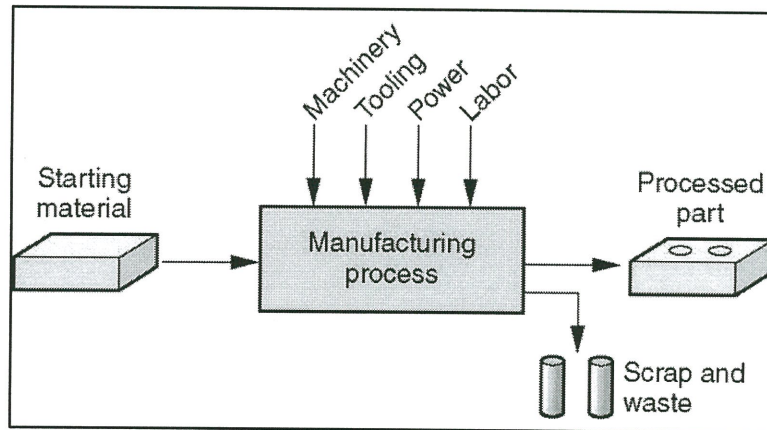 Machinery
Tooling
Power
Labor
Starting
material
Manufacturing
process
Processed
part
Scrap and
waste